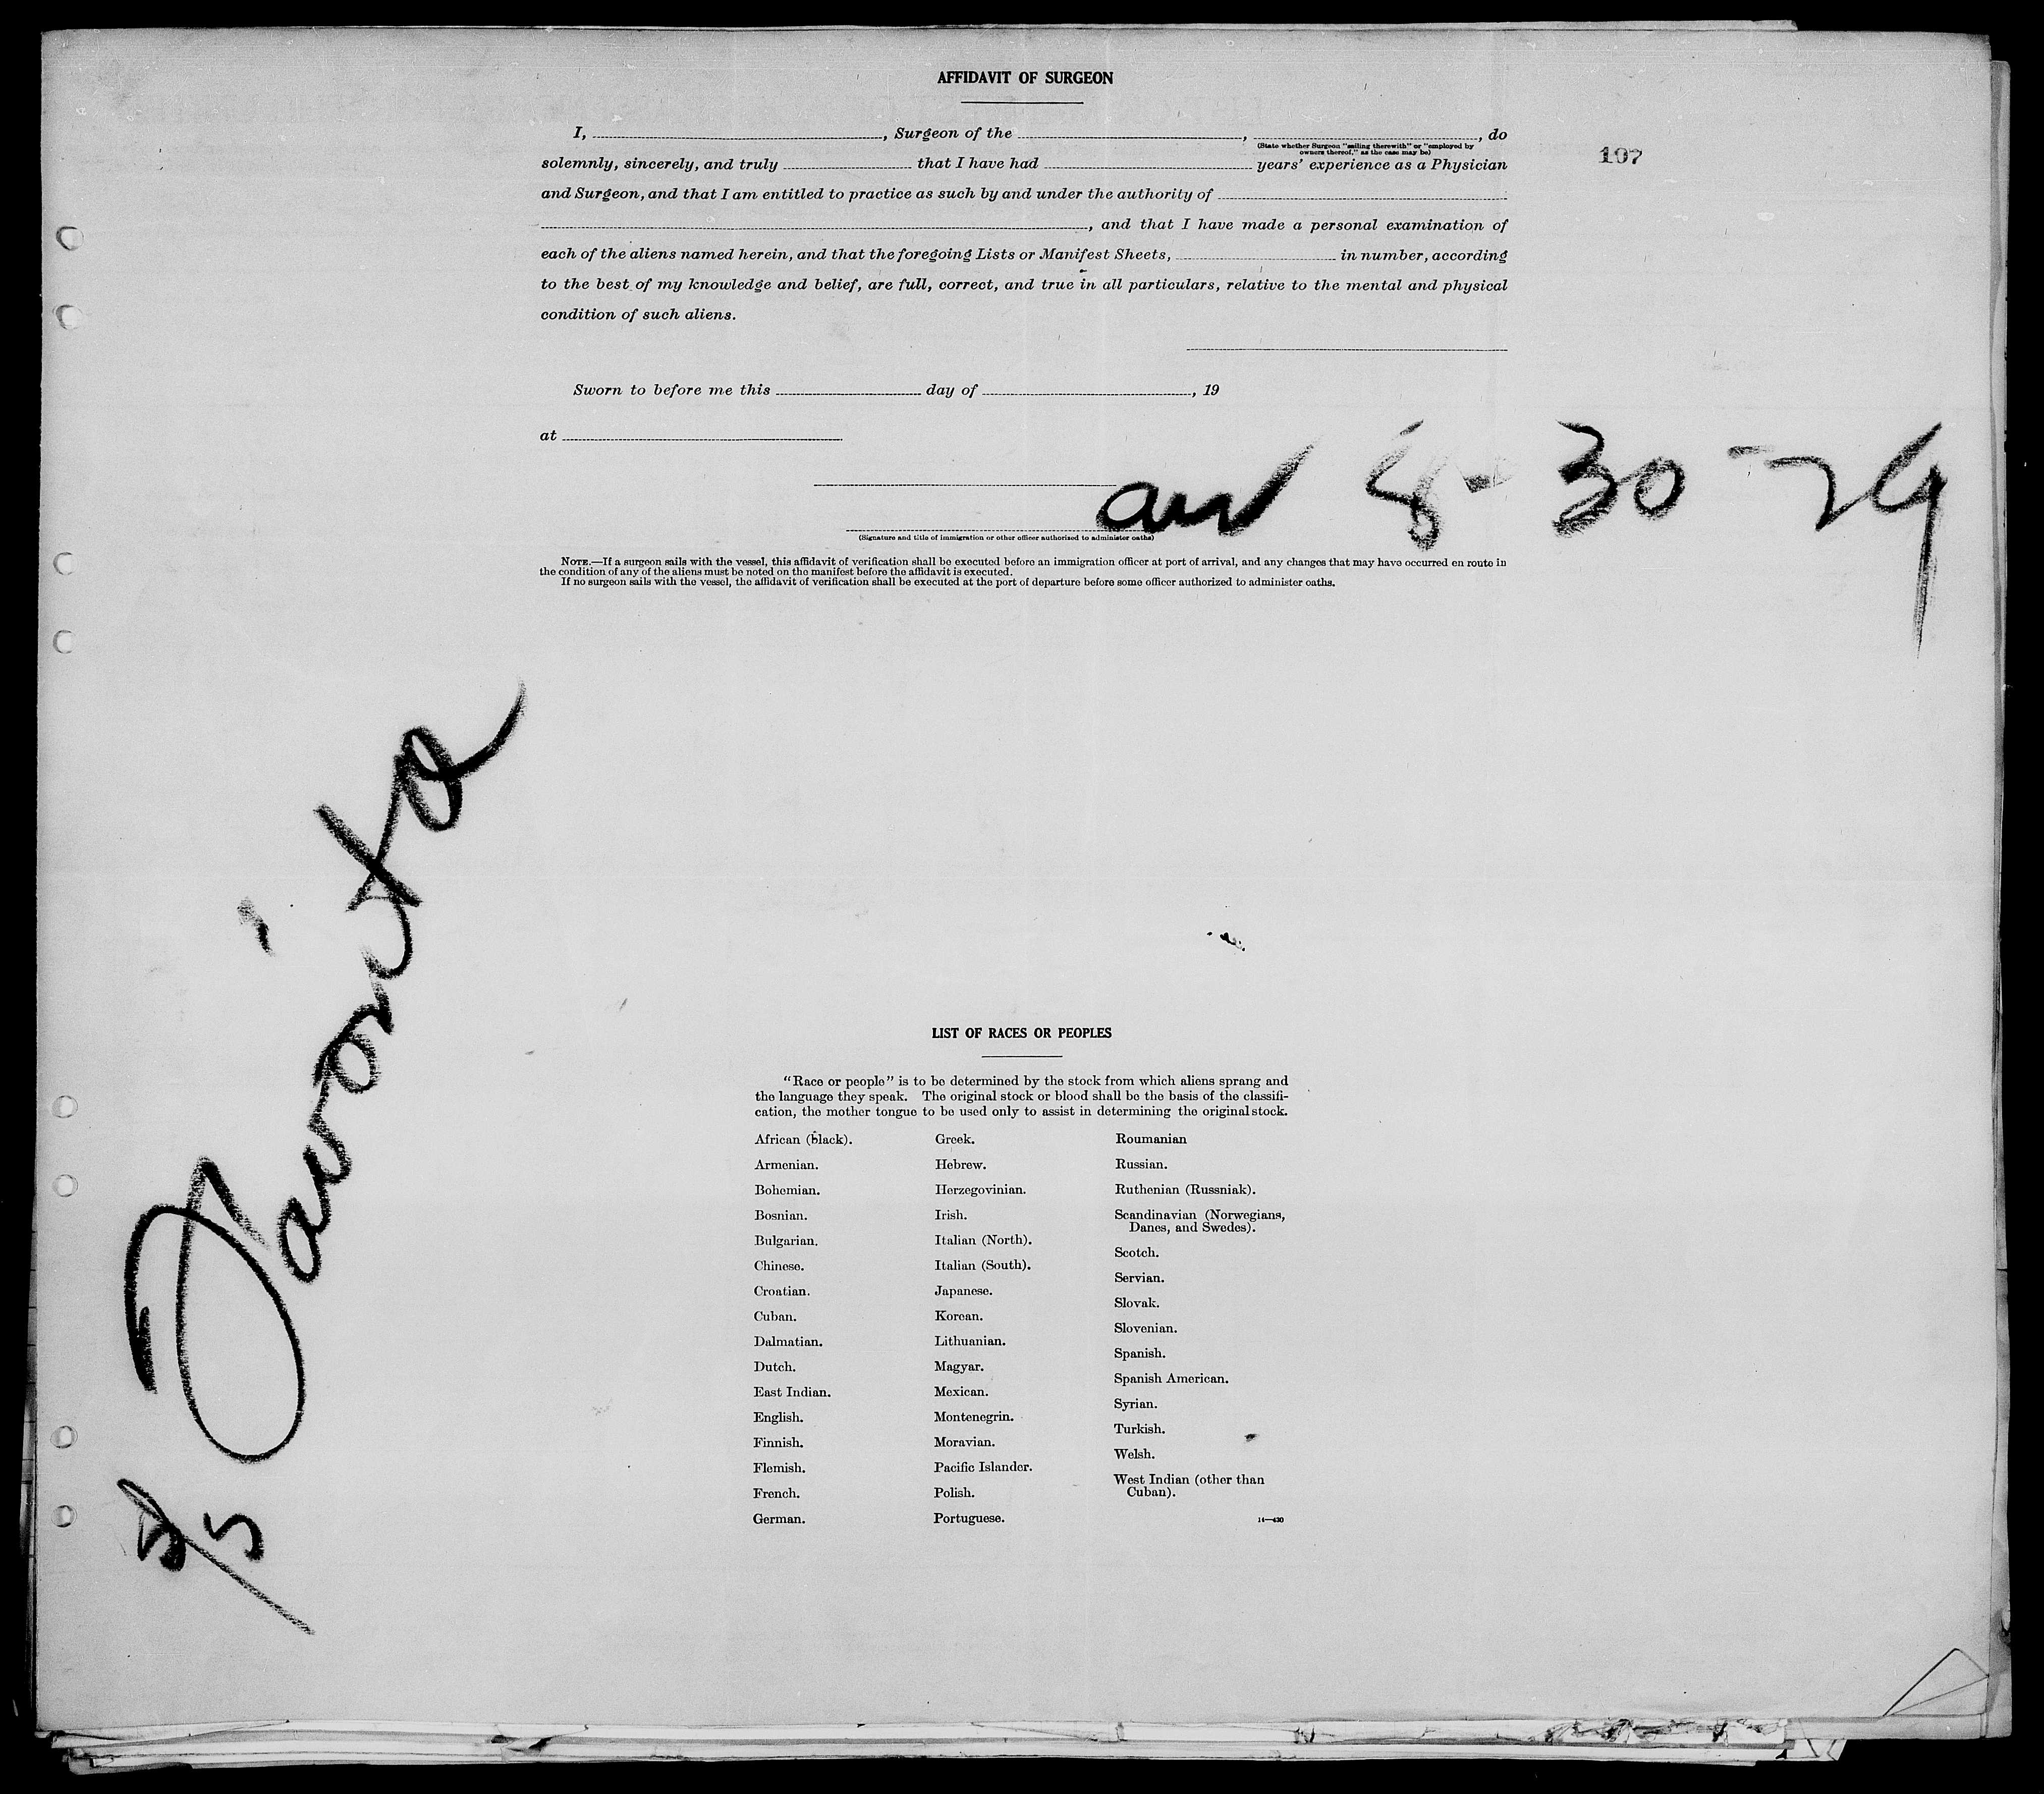 AFFIDAVIT OF SURGEON
I, , Surgeon of the , , do
(State whether Surgeon "sailing therewith" or "employed by
owners thereof," as the case may be)
107
solemnly, sincerely, and truly that I have had years' experience as a Physician
and Surgeon, and that I am entitled to practice as such by and under the authority of
, and that I have made a personal examination of
each of the aliens named herein, and that the foregoing Lists or Manifest Sheets, in number, according
to the best of my knowledge and belief, are full, correct, and true in all particulars, relative to the mental and physical
condition of such aliens.
Sworn to before me this day of , 19
at
arr 8-30-29
(Signature and title of immigration or other officer authorized to administer oaths)
NOTE.—If a surgeon sails with the vessel, this affidavit of verification shall be executed before an immigration officer at port of arrival, and any changes that may have occurred en route in
the condition of any of the aliens must be noted on the manifest before the affidavit is executed.
If no surgeon sails with the vessel, the affidavit of verification shall be executed at the port of departure before some officer authorized to administer oaths.
S/S Favorita
LIST OF RACES OR PEOPLES
"Race or people" is to be determined by the stock from which aliens sprang and
the language they speak. The original stock or blood shall be the basis of the classifi-
cation, the mother tongue to be used only to assist in determining the original stock.
African (black).
Armenian.
Bohemian.
Bosnian.
Bulgarian.
Chinese.
Croatian.
Cuban.
Dalmatian.
Dutch.
East Indian.
English.
Finnish.
Flemish.
French.
German.
Greek.
Hebrew.
Herzegovinian.
Irish.
Italian (North).
Italian (South).
Japanese.
Korean.
Lithuanian.
Magyar.
Mexican.
Montenegrin.
Moravian.
Pacific Islander.
Polish.
Portuguese.
Roumanian
Russian.
Ruthenian (Russniak).
Scandinavian (Norwegians,
Danes, and Swedes).
Scotch.
Servian.
Slovak.
Slovenian.
Spanish.
Spanish American.
Syrian.
Turkish.
Welsh.
West Indian (other than
Cuban).
14—430